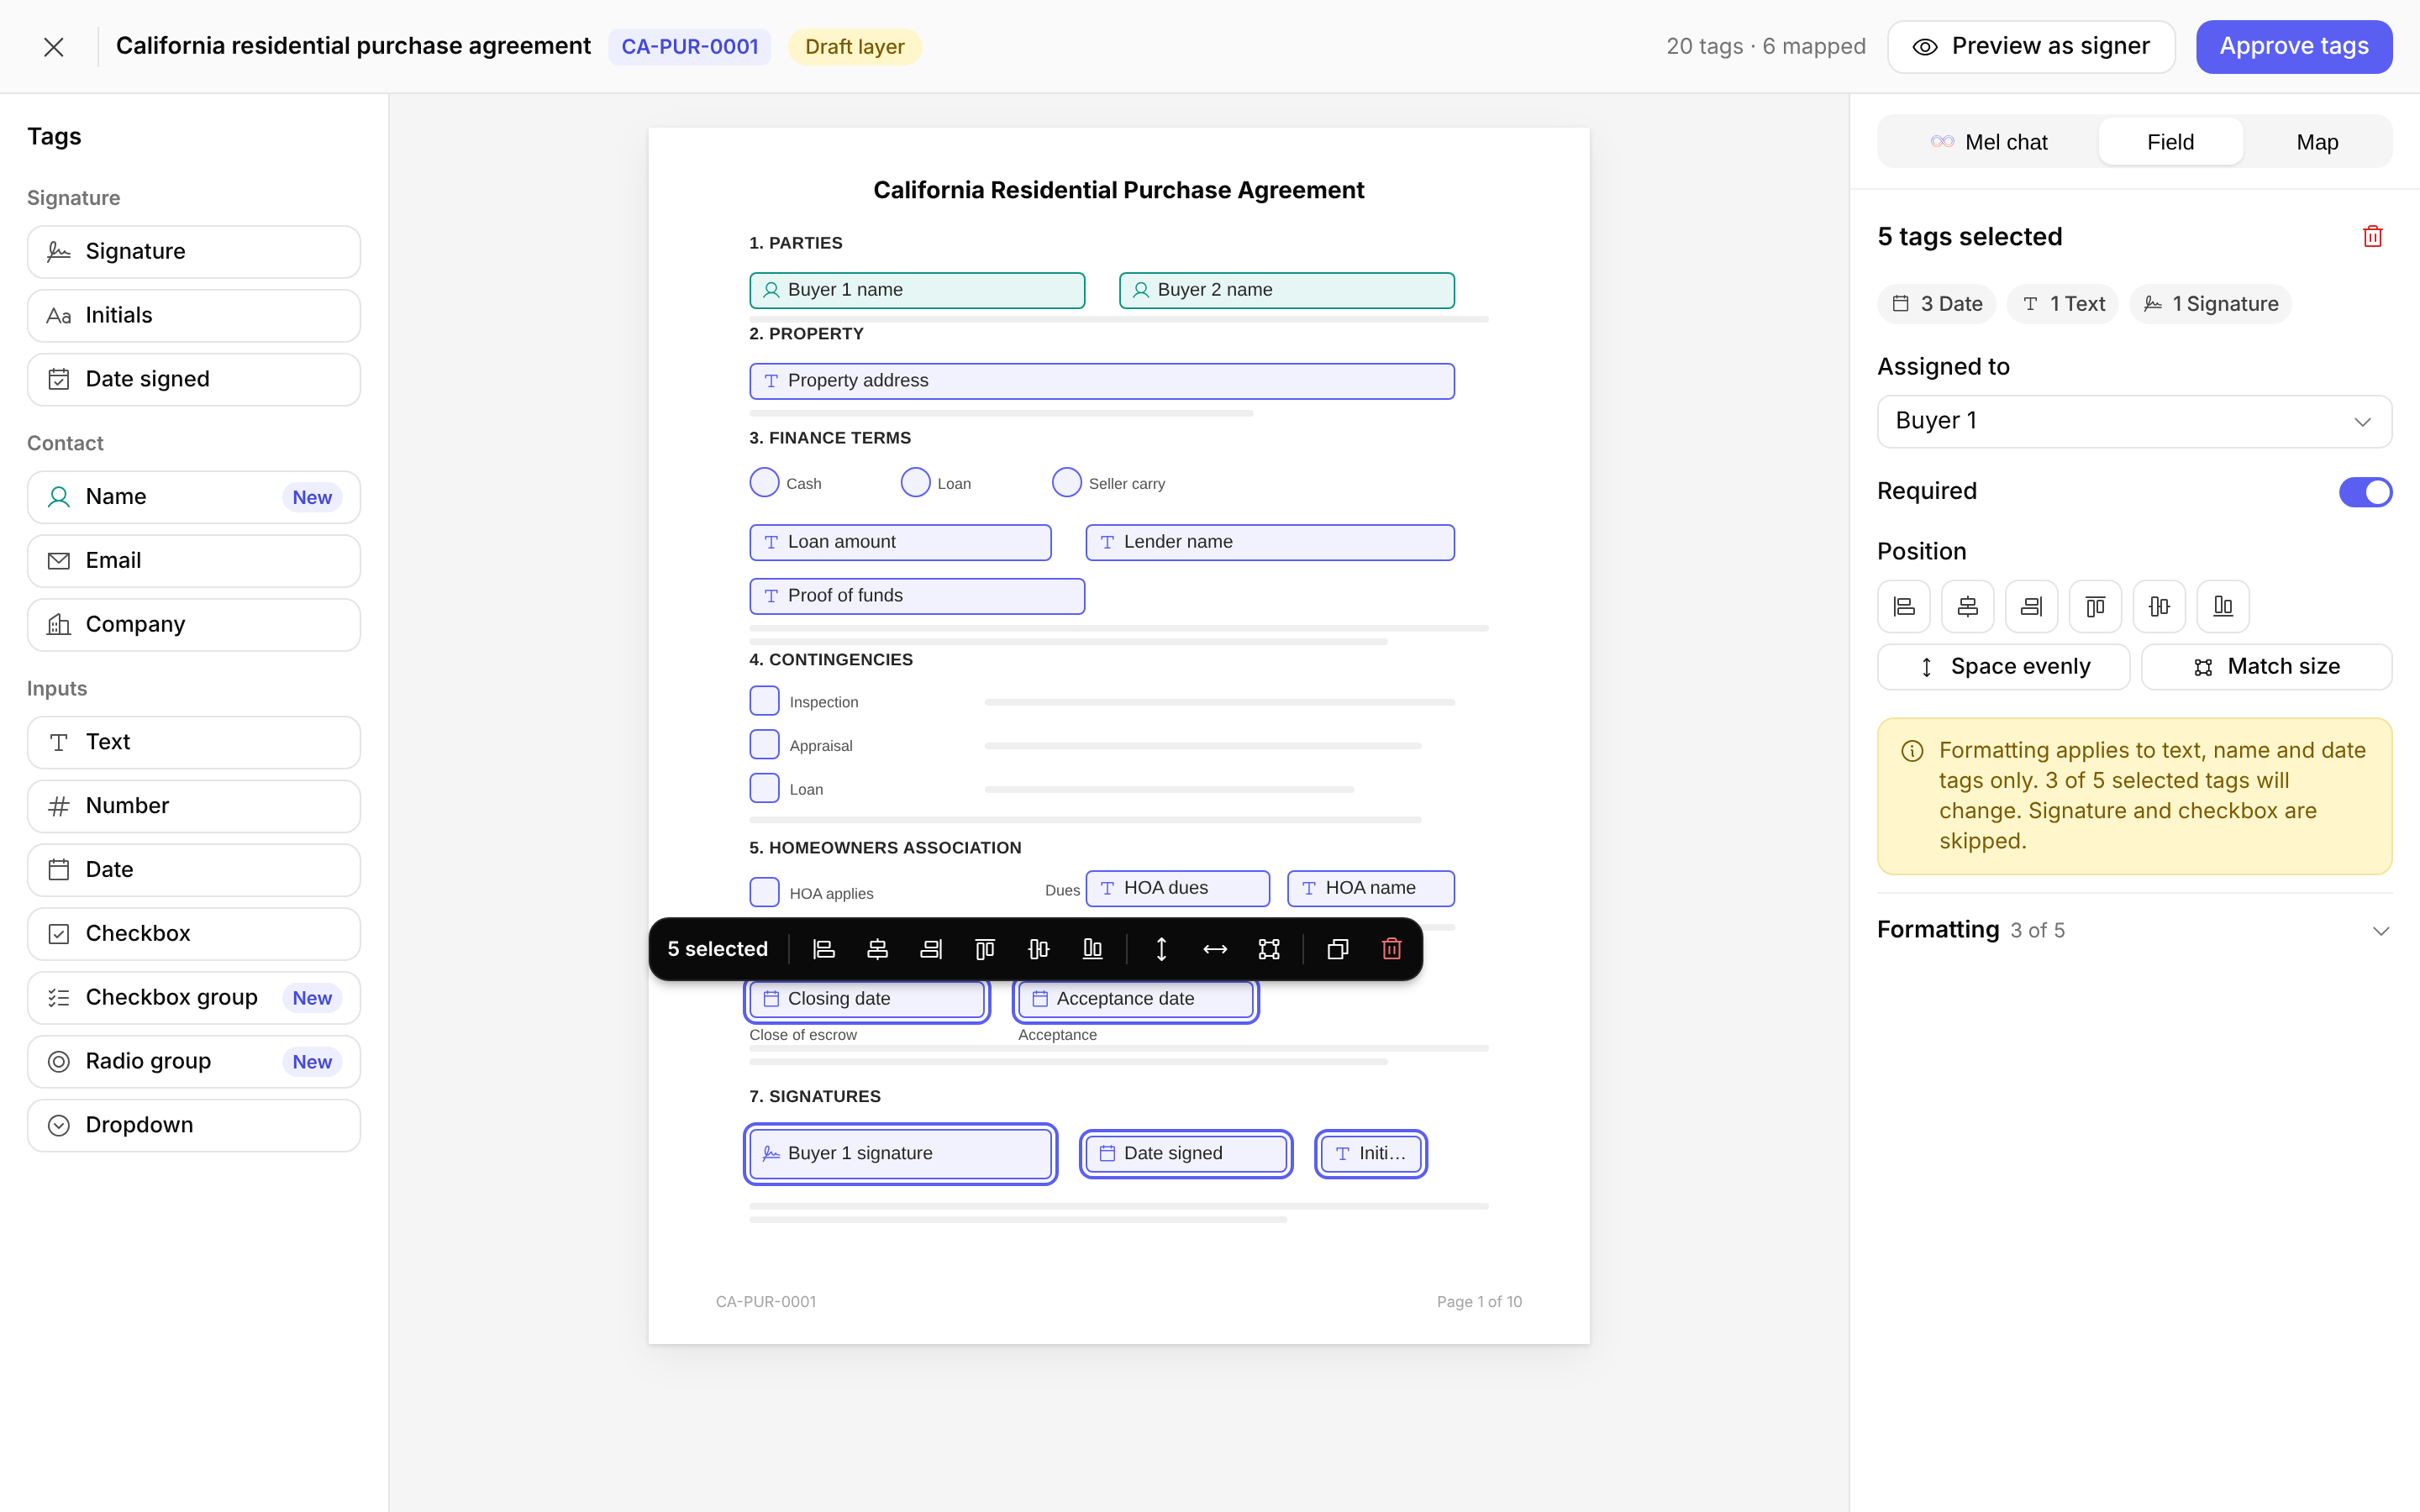 California residential purchase agreement CA-PUR-0001 Draft layer 20 tags · 6 mapped Preview as signer Approve tags
Tags
Signature
Signature
Initials
Date signed
Contact
Name New
Email
Company
Inputs
Text
Number
Date
Checkbox
Checkbox group New
Radio group New
Dropdown
California Residential Purchase Agreement
1. PARTIES
Buyer 1 name Buyer 2 name
2. PROPERTY
Property address
3. FINANCE TERMS
Cash Loan Seller carry
Loan amount Lender name
Proof of funds
4. CONTINGENCIES
Inspection
Appraisal
Loan
5. HOMEOWNERS ASSOCIATION
HOA applies Dues HOA dues HOA name
5 selected
Closing date Acceptance date
Close of escrow Acceptance
7. SIGNATURES
Buyer 1 signature Date signed Initi...
CA-PUR-0001 Page 1 of 10
Mel chat Field Map
5 tags selected
3 Date 1 Text 1 Signature
Assigned to
Buyer 1
Required
Position
Space evenly Match size
Formatting applies to text, name and date
tags only. 3 of 5 selected tags will
change. Signature and checkbox are
skipped.
Formatting 3 of 5